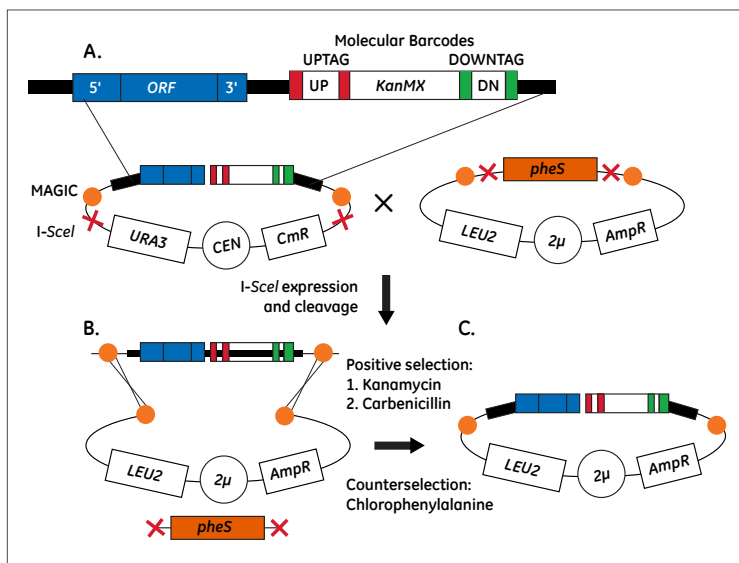 A.
Molecular Barcodes
UPTAG
DOWNTAG
5'
ORF
3'
UP
KanMX
DN
MAGIC
I-SceI
URA3
CEN
CmR
×
pheS
LEU2
2µ
AmpR
I-SceI expression
and cleavage
B.
LEU2
2µ
AmpR
pheS
Positive selection:
1. Kanamycin
2. Carbenicillin
Counterselection:
Chlorophenylalanine
C.
LEU2
2µ
AmpR